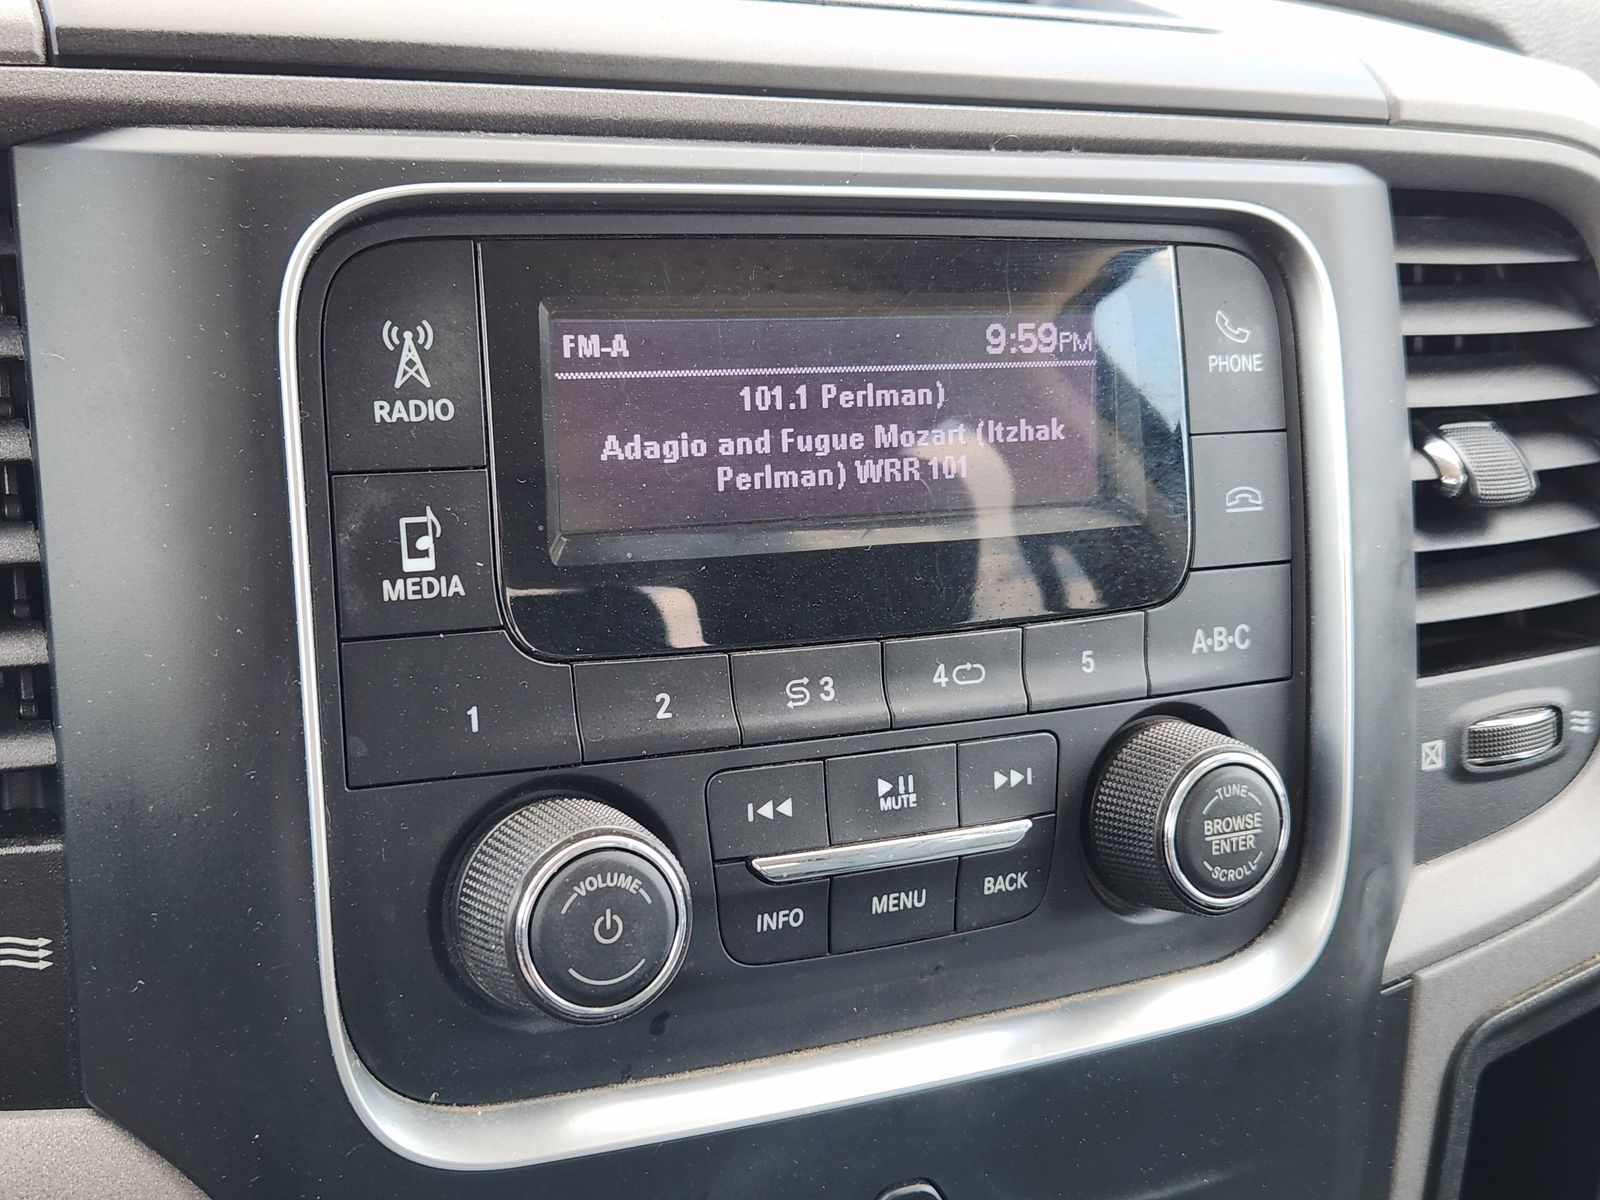 FM-A 9:59PM
101.1 Perlman)
Adagio and Fugue Mozart (Itzhak
Perlman) WRR 101
RADIO
MEDIA
PHONE
1
2
3
4
5
A·B·C
MUTE
INFO
MENU
BACK
VOLUME
TUNE
BROWSE
ENTER
SCROLL